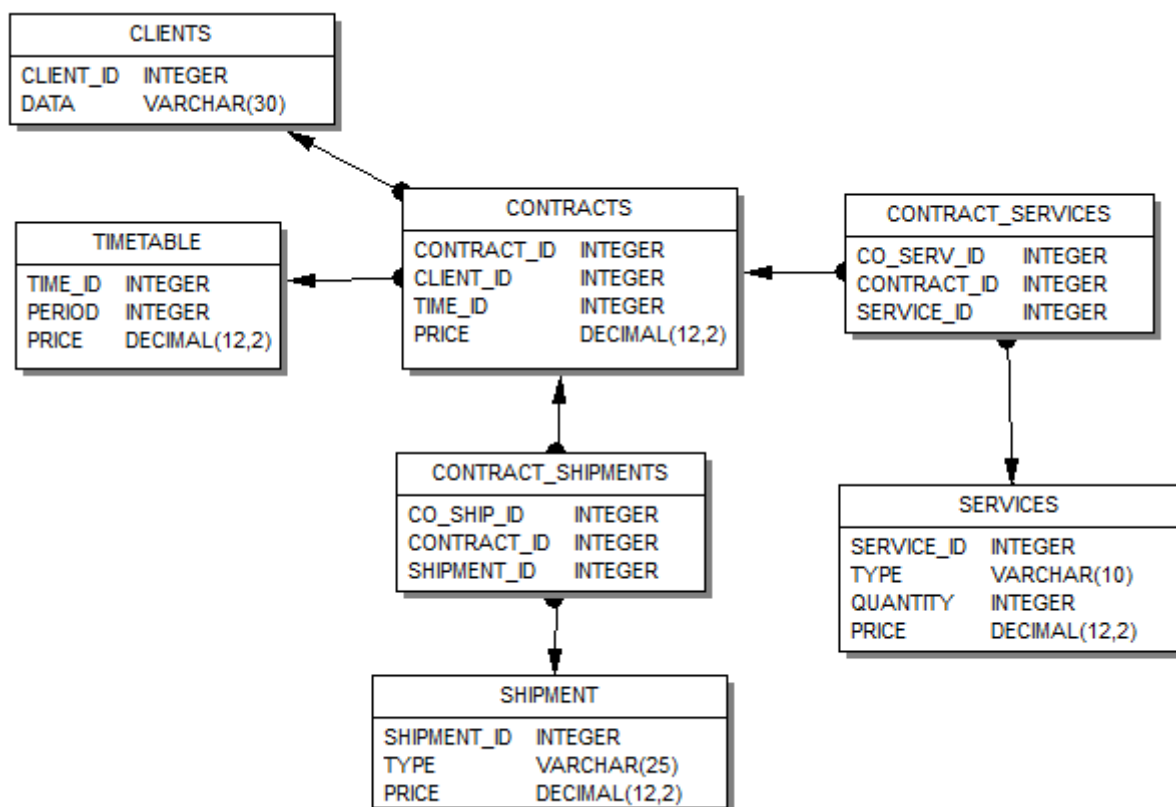 CLIENTS
CLIENT_ID INTEGER
DATA VARCHAR(30)
TIMETABLE
TIME_ID INTEGER
PERIOD INTEGER
PRICE DECIMAL(12,2)
CONTRACTS
CONTRACT_ID INTEGER
CLIENT_ID INTEGER
TIME_ID INTEGER
PRICE DECIMAL(12,2)
CONTRACT_SERVICES
CO_SERV_ID INTEGER
CONTRACT_ID INTEGER
SERVICE_ID INTEGER
CONTRACT_SHIPMENTS
CO_SHIP_ID INTEGER
CONTRACT_ID INTEGER
SHIPMENT_ID INTEGER
SERVICES
SERVICE_ID INTEGER
TYPE VARCHAR(10)
QUANTITY INTEGER
PRICE DECIMAL(12,2)
SHIPMENT
SHIPMENT_ID INTEGER
TYPE VARCHAR(25)
PRICE DECIMAL(12,2)